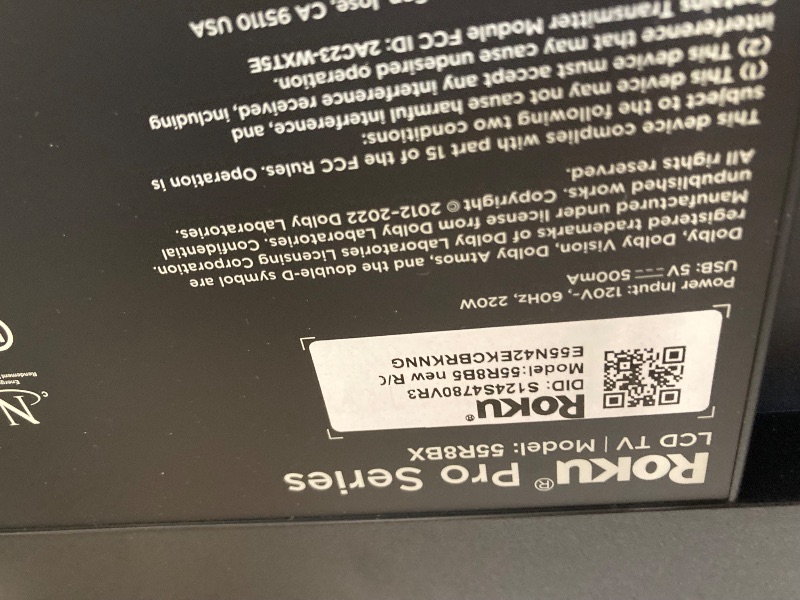 Roku® Pro Series
LCD TV | Model: 55R8BX
Roku®
DID: S124S4780VR3
Model:55R8B5 new R/C
E55N42EKCBRKNNG
Power Input: 120V~, 60Hz, 220W
USB: 5V⎓500mA
Dolby, Dolby Vision, Dolby Atmos, and the double-D symbol are
registered trademarks of Dolby Laboratories Licensing Corporation.
Manufactured under license from Dolby Laboratories. Confidential
unpublished works. Copyright © 2012-2022 Dolby Laboratories.
All rights reserved.
This device complies with part 15 of the FCC Rules. Operation is
subject to the following two conditions:
(1) This device may not cause harmful interference, and,
(2) This device must accept any interference received, including
interference that may cause undesired operation.
Contains Transmitter Module FCC ID: 2AC23-WXT5E
Jose, CA 95110 USA